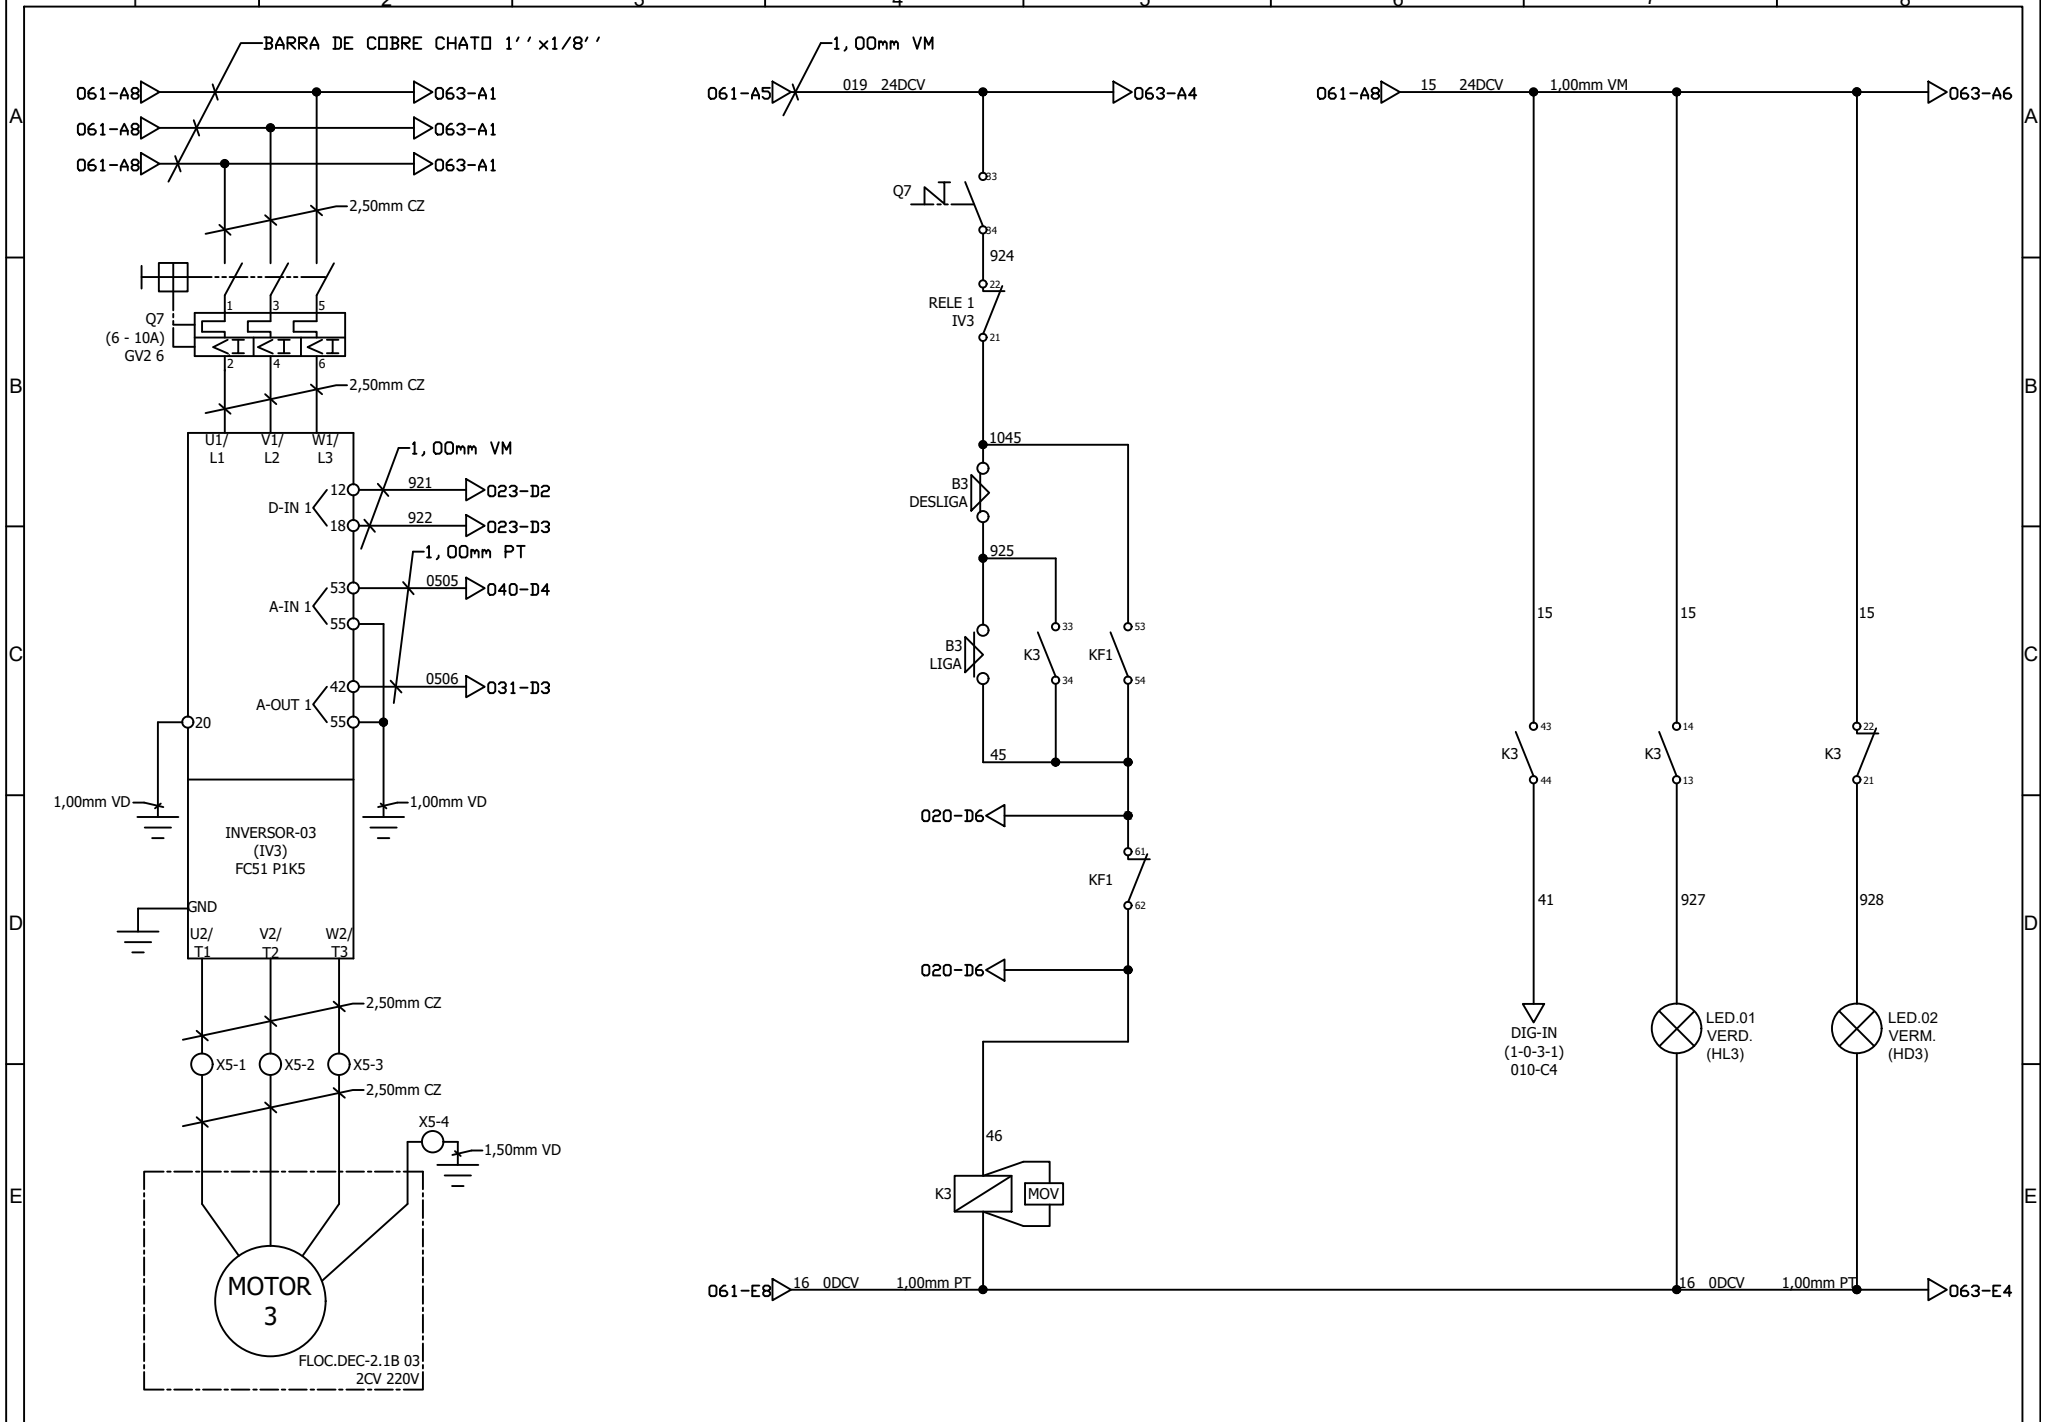 2 3 4 5 6 7 8
BARRA DE COBRE CHATO 1''x1/8''
1,00mm VM
061-A8 063-A1
061-A5 019 24DCV 063-A4
061-A8 15 24DCV 1,00mm VM 063-A6
A A
061-A8 063-A1
061-A8 063-A1
33
Q7
34
2,50mm CZ
924
1 3 5
22
RELE 1
IV3
21
Q7
(6 - 10A)
GV2 6
2 4 6
B B
2,50mm CZ
U1/ V1/ W1/
L1 L2 L3
1,00mm VM
1045
12 921 023-D2
D-IN 1
18 922 023-D3
B3
DESLIGA
1,00mm PT
925
53 0505 040-D4
A-IN 1
55
15 15 15
33 53
B3
LIGA
K3 KF1
34 54
C C
42 0506 031-D3
A-OUT 1
55
20
43 14 22
K3 K3 K3
44 13 21
45
1,00mm VD 1,00mm VD
020-D6
INVERSOR-03
(IV3)
FC51 P1K5
61
KF1
62
GND
41 927 928
D D
U2/ V2/ W2/
T1 T2 T3
020-D6
2,50mm CZ
DIG-IN
(1-0-3-1)
010-C4
LED.01
VERD.
(HL3)
LED.02
VERM.
(HD3)
X5-1 X5-2 X5-3
2,50mm CZ
X5-4
1,50mm VD
46
K3 MOV
E E
MOTOR
3
061-E8 16 0DCV 1,00mm PT 16 0DCV 1,00mm PT 063-E4
FLOC.DEC-2.1B 03
2CV 220V